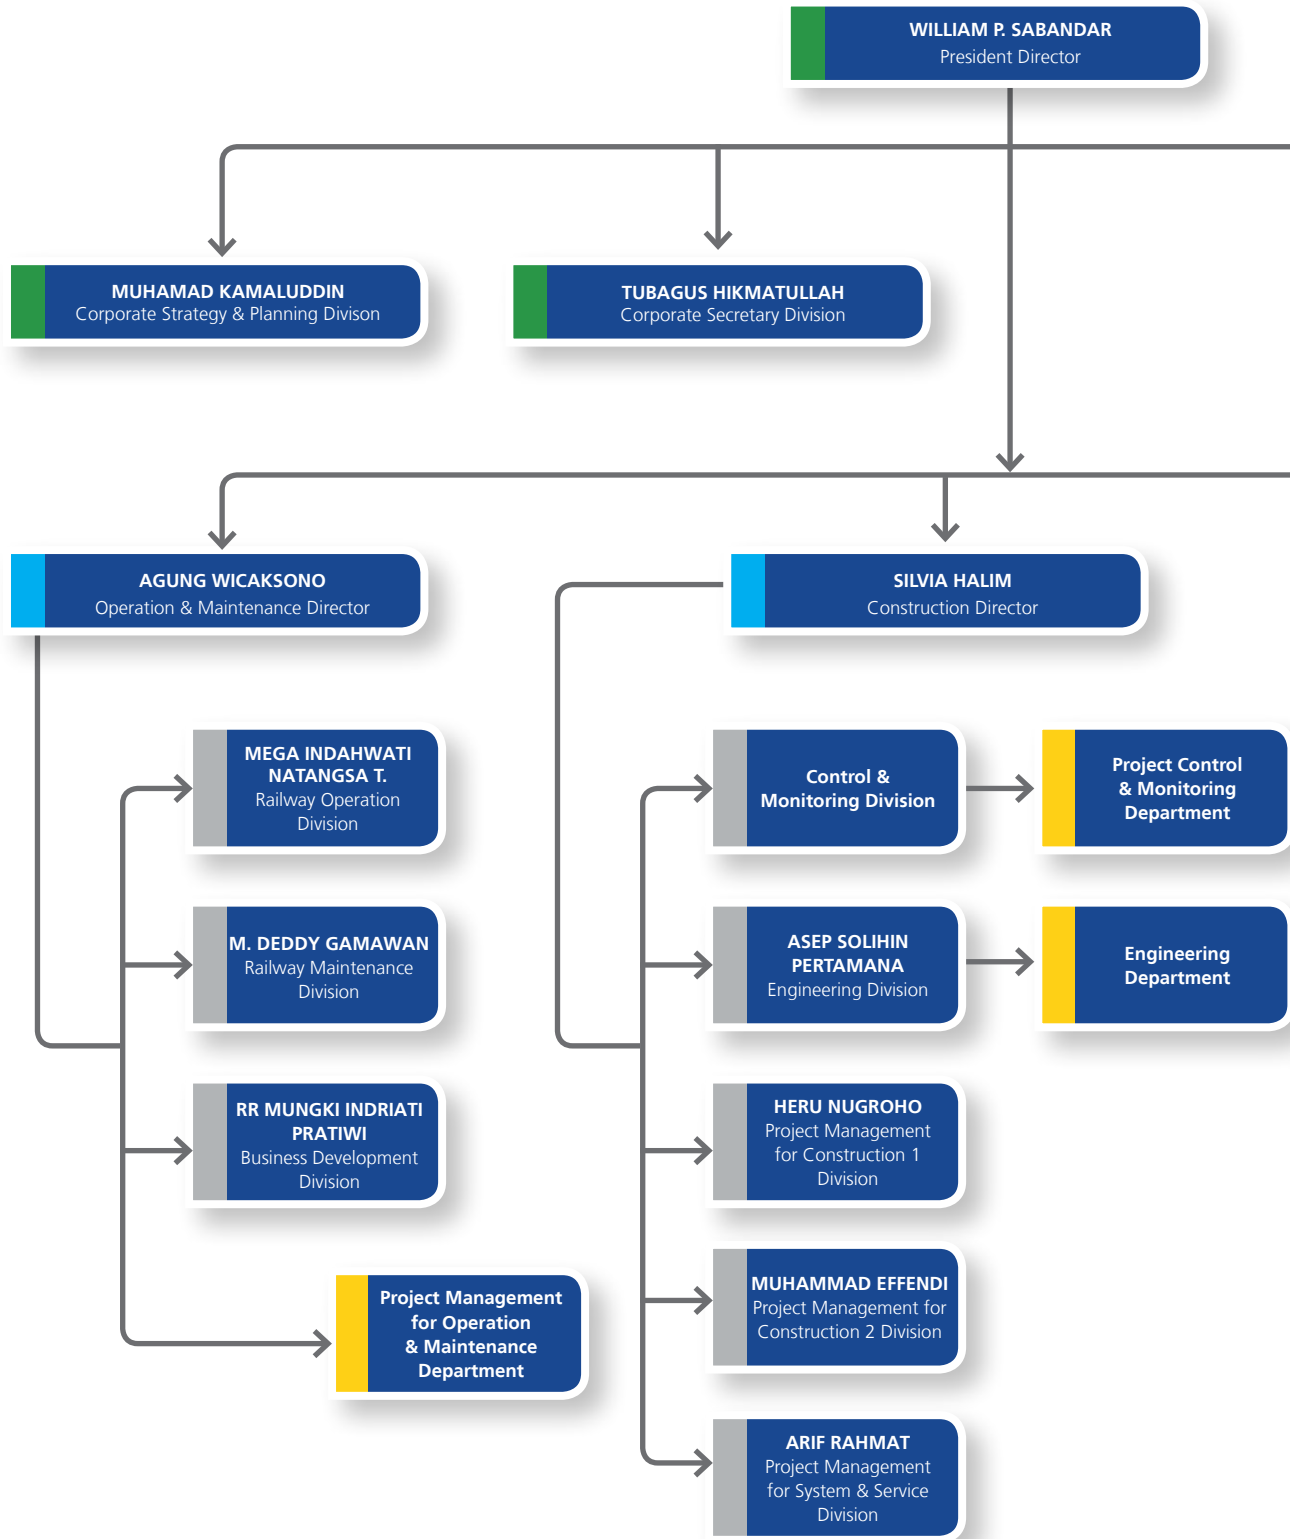 WILLIAM P. SABANDAR
President Director
MUHAMAD KAMALUDDIN
Corporate Strategy & Planning Divison
TUBAGUS HIKMATULLAH
Corporate Secretary Division
AGUNG WICAKSONO
Operation & Maintenance Director
SILVIA HALIM
Construction Director
MEGA INDAHWATI
NATANGSA T.
Railway Operation
Division
M. DEDDY GAMAWAN
Railway Maintenance
Division
RR MUNGKI INDRIATI
PRATIWI
Business Development
Division
Project Management
for Operation
& Maintenance
Department
Control &
Monitoring Division
Project Control
& Monitoring
Department
ASEP SOLIHIN
PERTAMANA
Engineering Division
Engineering
Department
HERU NUGROHO
Project Management
for Construction 1
Division
MUHAMMAD EFFENDI
Project Management for
Construction 2 Division
ARIF RAHMAT
Project Management
for System & Service
Division